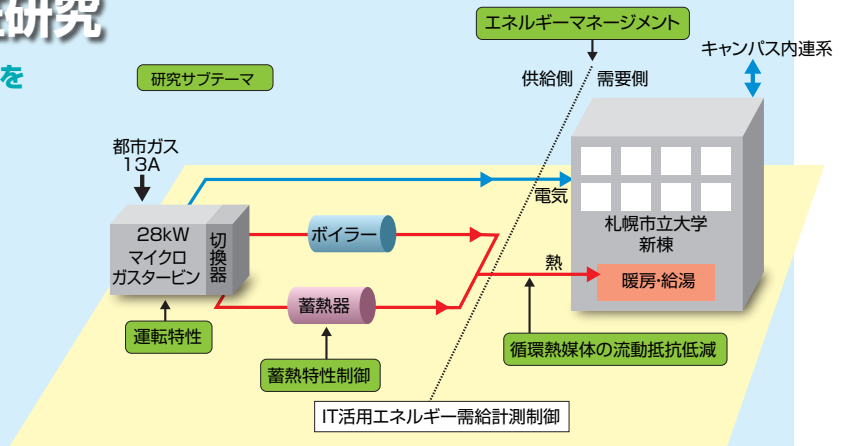 研究
を
研究サブテーマ
エネルギーマネージメント
キャンパス内連系
供給側
需要側
都市ガス
13A
電気
28kW
マイクロ
ガスタービン
切換器
ボイラー
札幌市立大学
新棟
熱
暖房・給湯
蓄熱器
運転特性
循環熱媒体の流動抵抗低減
蓄熱特性制御
IT活用エネルギー需給計測制御